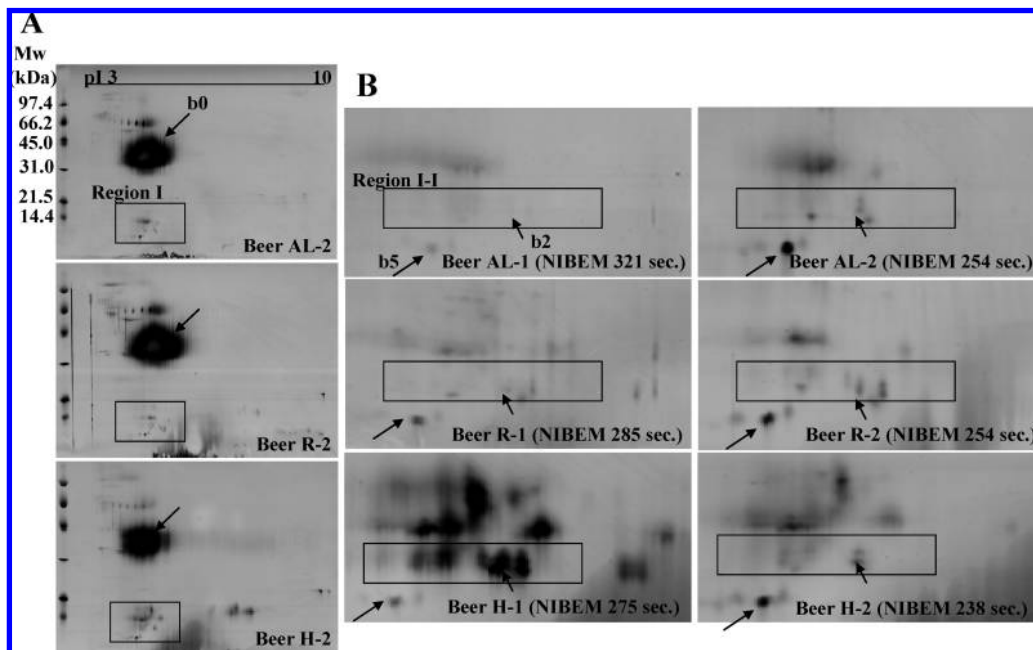 A
Mw
(kDa)
pI 3 10
97.4
66.2
45.0
31.0
21.5
14.4
b0
Region I
Beer AL-2
Beer R-2
Beer H-2
B
Region I-I
b2
b5
Beer AL-1 (NIBEM 321 sec.)
Beer AL-2 (NIBEM 254 sec.)
Beer R-1 (NIBEM 285 sec.)
Beer R-2 (NIBEM 254 sec.)
Beer H-1 (NIBEM 275 sec.)
Beer H-2 (NIBEM 238 sec.)